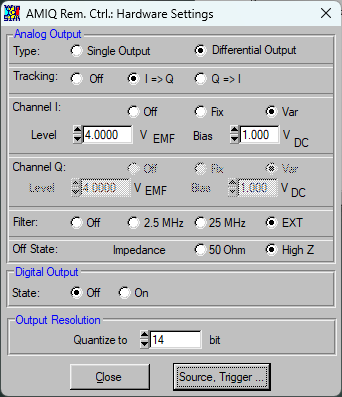 AMIQ Rem. Ctrl.: Hardware Settings
Analog Output
Type: Single Output Differential Output
Tracking: Off I => Q Q => I
Channel I: Off Fix Var
Level 4.0000 V EMF Bias 1.000 V DC
Channel Q: Off Fix Var
Level 4.0000 V EMF Bias 1.000 V DC
Filter: Off 2.5 MHz 25 MHz EXT
Off State: Impedance 50 Ohm High Z
Digital Output
State: Off On
Output Resolution
Quantize to 14 bit
Close Source, Trigger ...